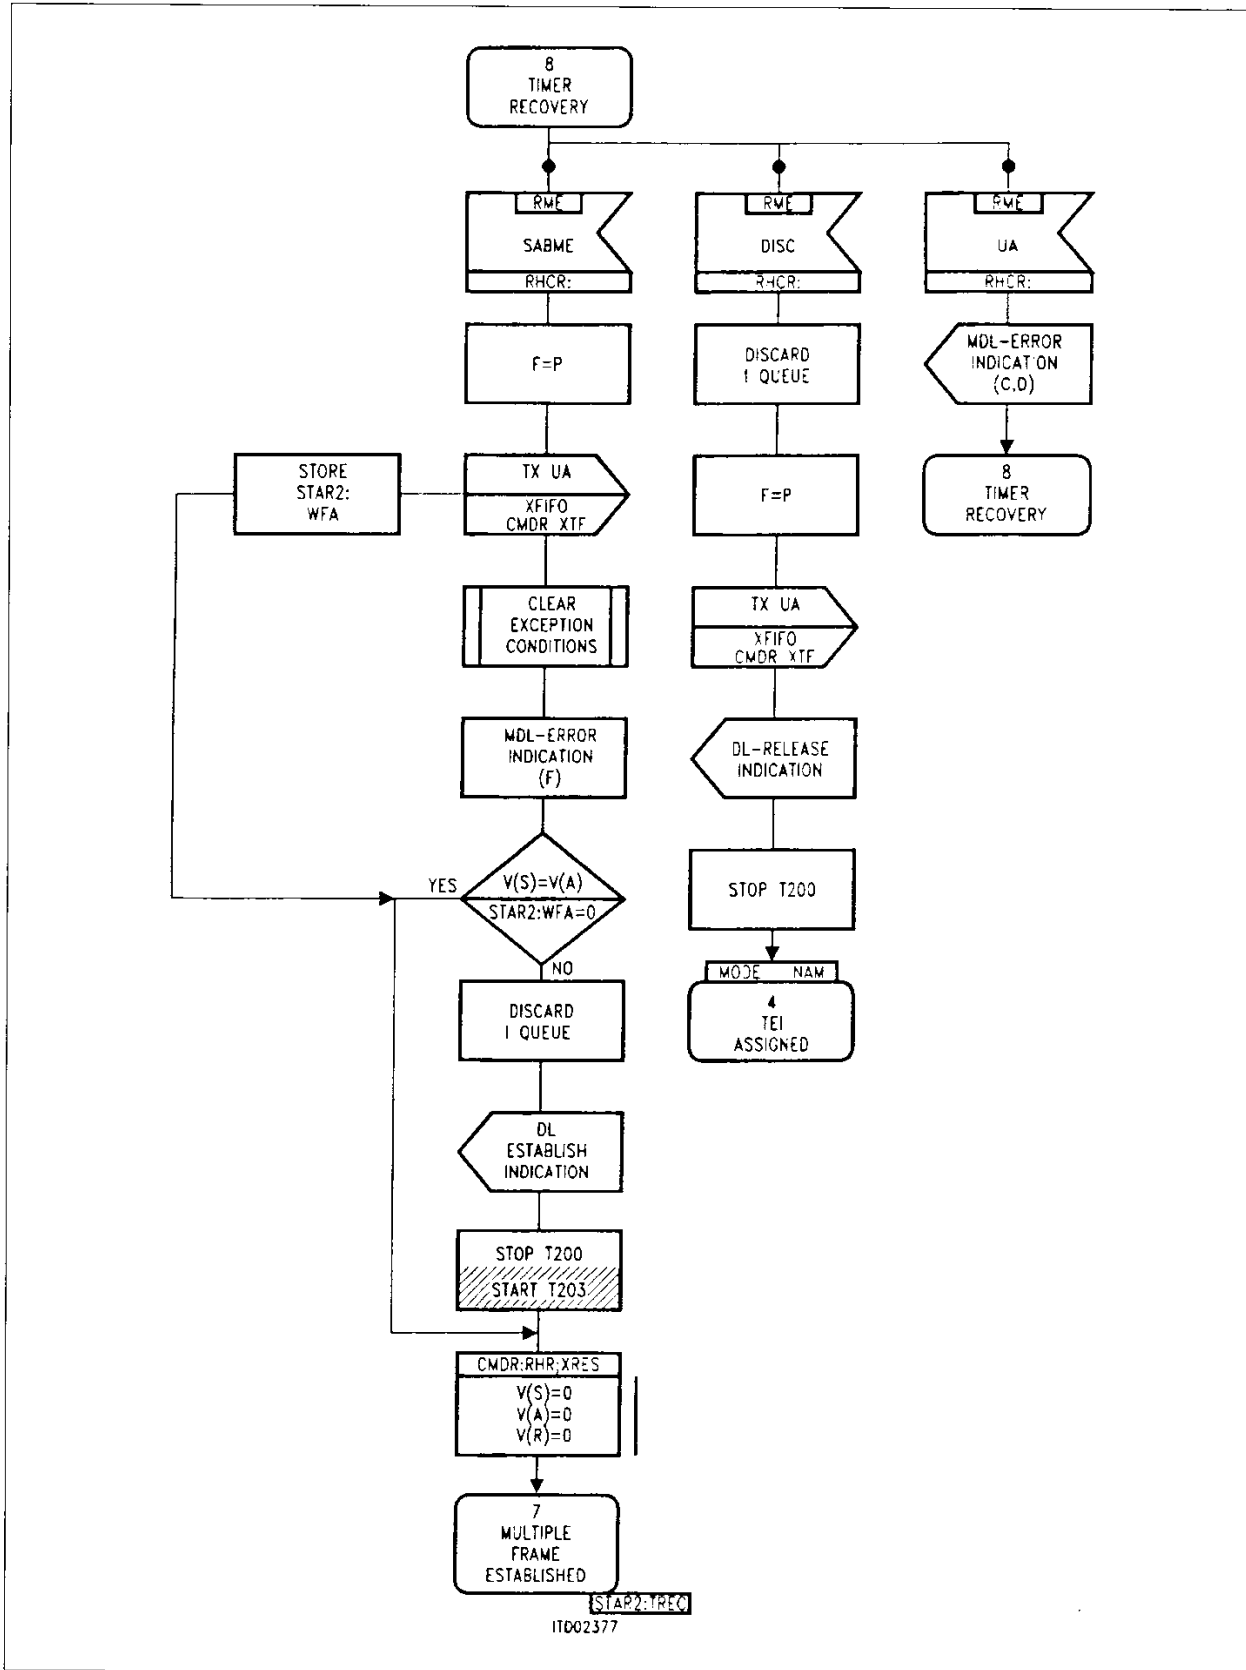 8
TIMER
RECOVERY
RME
SABME
RHCR:
F=P
TX UA
XFIFO
CMDR XTF
STORE
STAR2:
WFA
CLEAR
EXCEPTION
CONDITIONS
MDL-ERROR
INDICATION
(F)
V(S)=V(A)
STAR2:WFA=0
YES
NO
DISCARD
I QUEUE
DL
ESTABLISH
INDICATION
STOP T200
START T203
CMDR:RHR;XRES
V(S)=0
V(A)=0
V(R)=0
7
MULTIPLE
FRAME
ESTABLISHED
STAR2:TREC
ITD02377
RME
DISC
RHCR:
DISCARD
I QUEUE
F=P
TX UA
XFIFO
CMDR XTF
DL-RELEASE
INDICATION
STOP T200
MODE NAM
4
TEI
ASSIGNED
RME
UA
RHCR:
MDL-ERROR
INDICATION
(C,D)
8
TIMER
RECOVERY